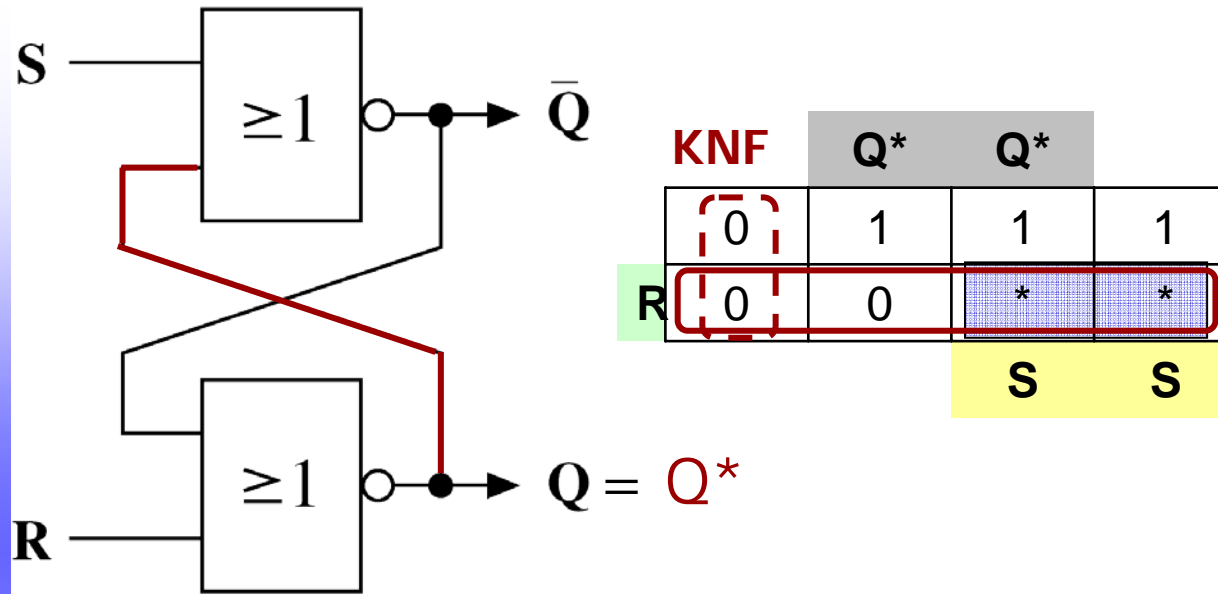 S
≥1
Q̄
KNF Q* Q*
0 1 1 1
R 0 0 * *
S S
≥1
Q = Q*
R